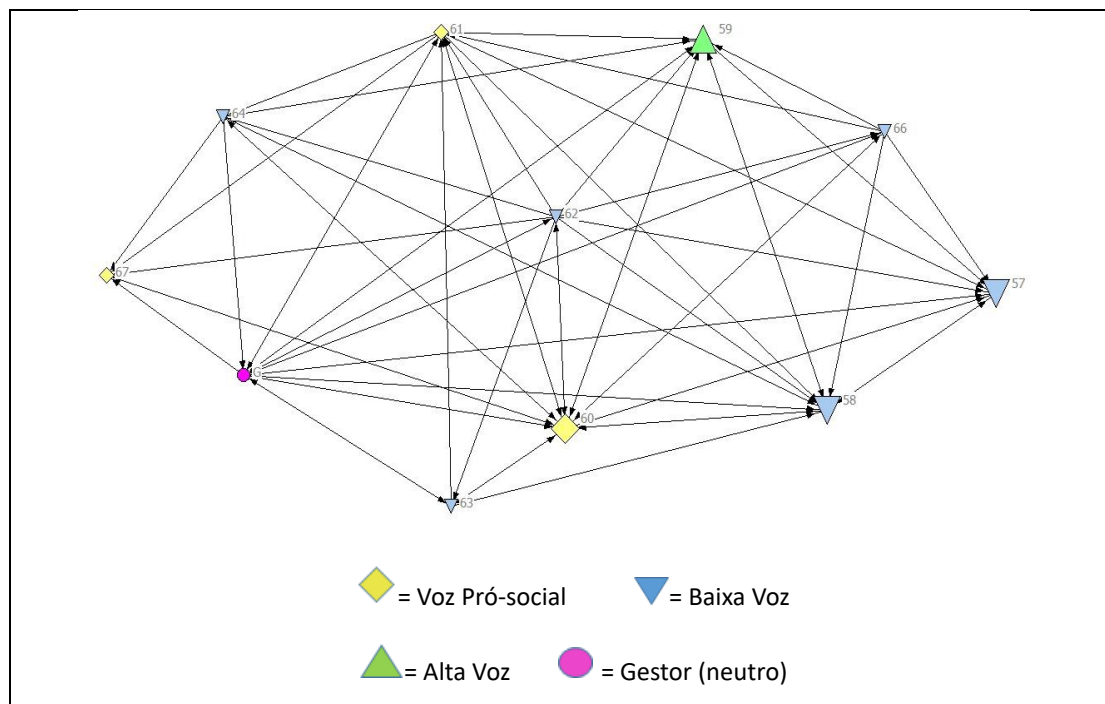 61
59
64
66
62
67
57
G
58
60
63
= Voz Pró-social
= Baixa Voz
= Alta Voz
= Gestor (neutro)